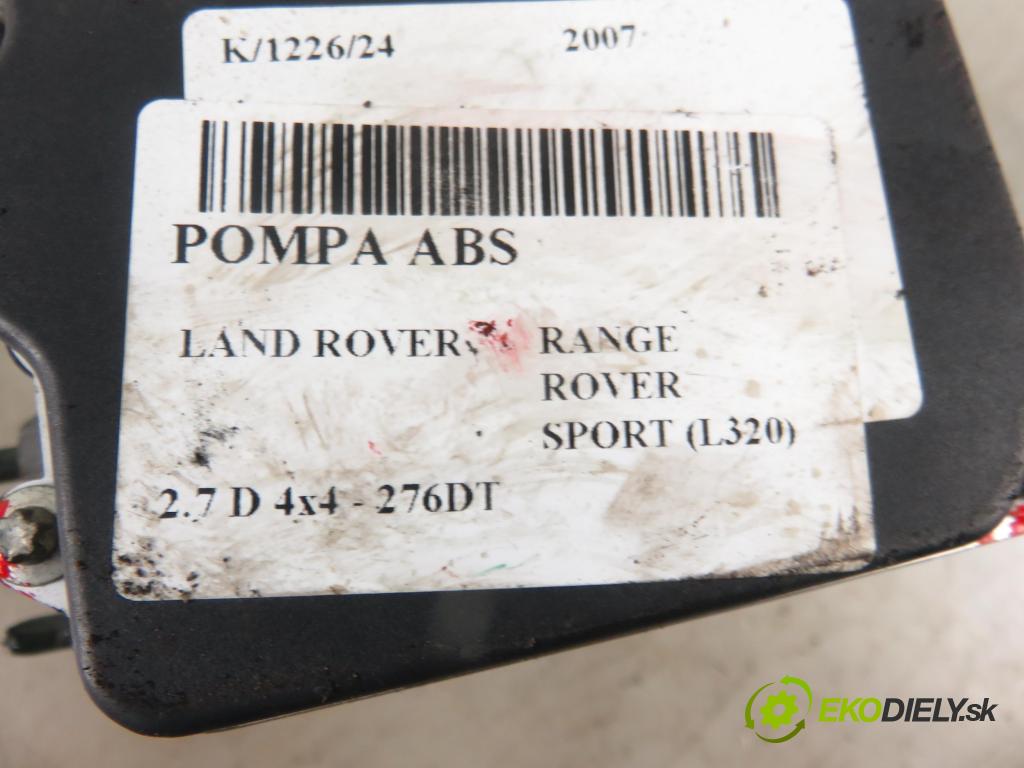 K/1226/24 2007
POMPA ABS
LAND ROVER RANGE
ROVER
SPORT (L320)
2.7 D 4x4 - 276DT
EKODIELY.sk